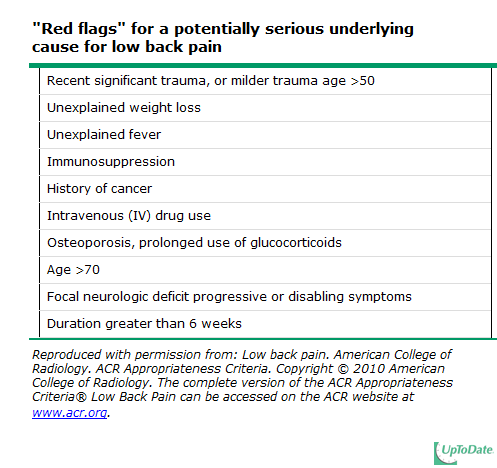 "Red flags" for a potentially serious underlying
cause for low back pain
Recent significant trauma, or milder trauma age >50
Unexplained weight loss
Unexplained fever
Immunosuppression
History of cancer
Intravenous (IV) drug use
Osteoporosis, prolonged use of glucocorticoids
Age >70
Focal neurologic deficit progressive or disabling symptoms
Duration greater than 6 weeks
Reproduced with permission from: Low back pain. American College of
Radiology. ACR Appropriateness Criteria. Copyright © 2010 American
College of Radiology. The complete version of the ACR Appropriateness
Criteria® Low Back Pain can be accessed on the ACR website at
www.acr.org.
UpToDate